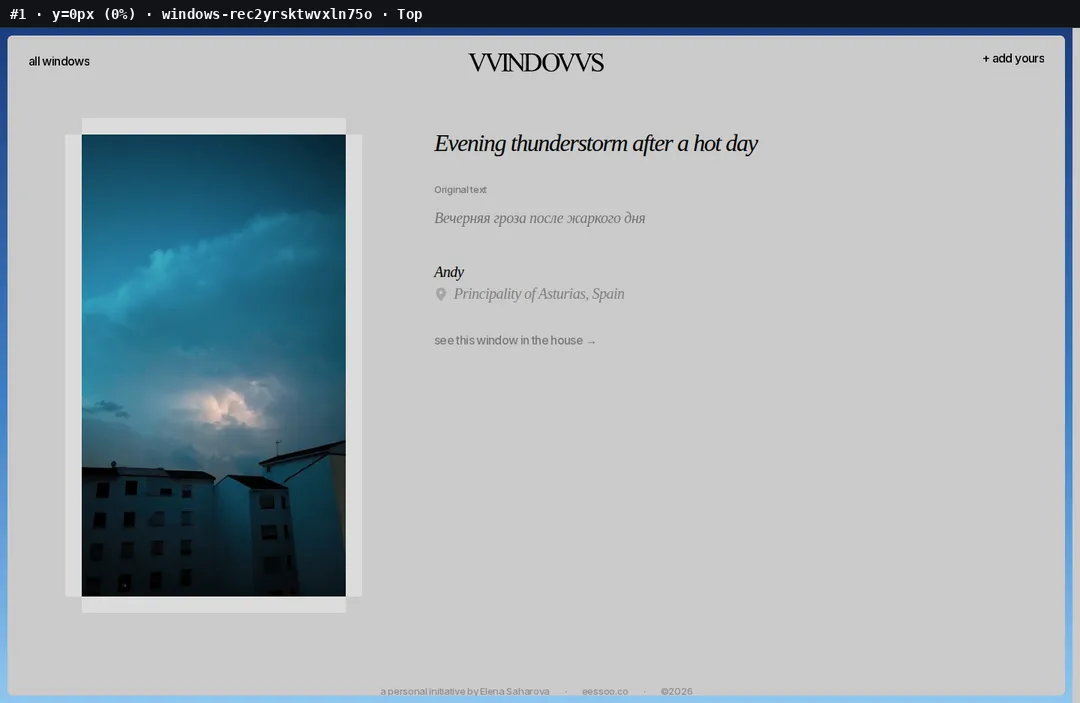 #1 · y=0px (0%) · windows-rec2yrsktwvxln75o · Top
all windows
VVINDOVVS
+ add yours
Evening thunderstorm after a hot day
Original text
Вечерняя гроза после жаркого дня
Andy
Principality of Asturias, Spain
see this window in the house →
a personal initiative by Elena Saharova · eessoo.co · ©2026